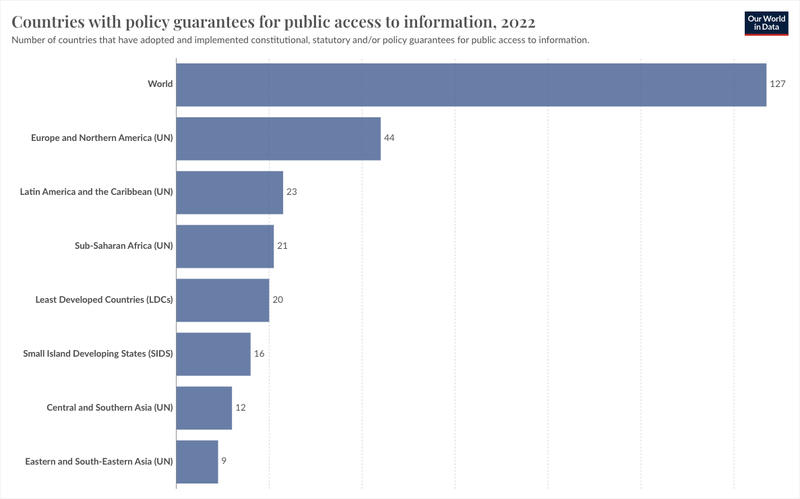 Countries with policy guarantees for public access to information, 2022
Our World
in Data
Number of countries that have adopted and implemented constitutional, statutory and/or policy guarantees for public access to information.
World 127
Europe and Northern America (UN) 44
Latin America and the Caribbean (UN) 23
Sub-Saharan Africa (UN) 21
Least Developed Countries (LDCs) 20
Small Island Developing States (SIDS) 16
Central and Southern Asia (UN) 12
Eastern and South-Eastern Asia (UN) 9